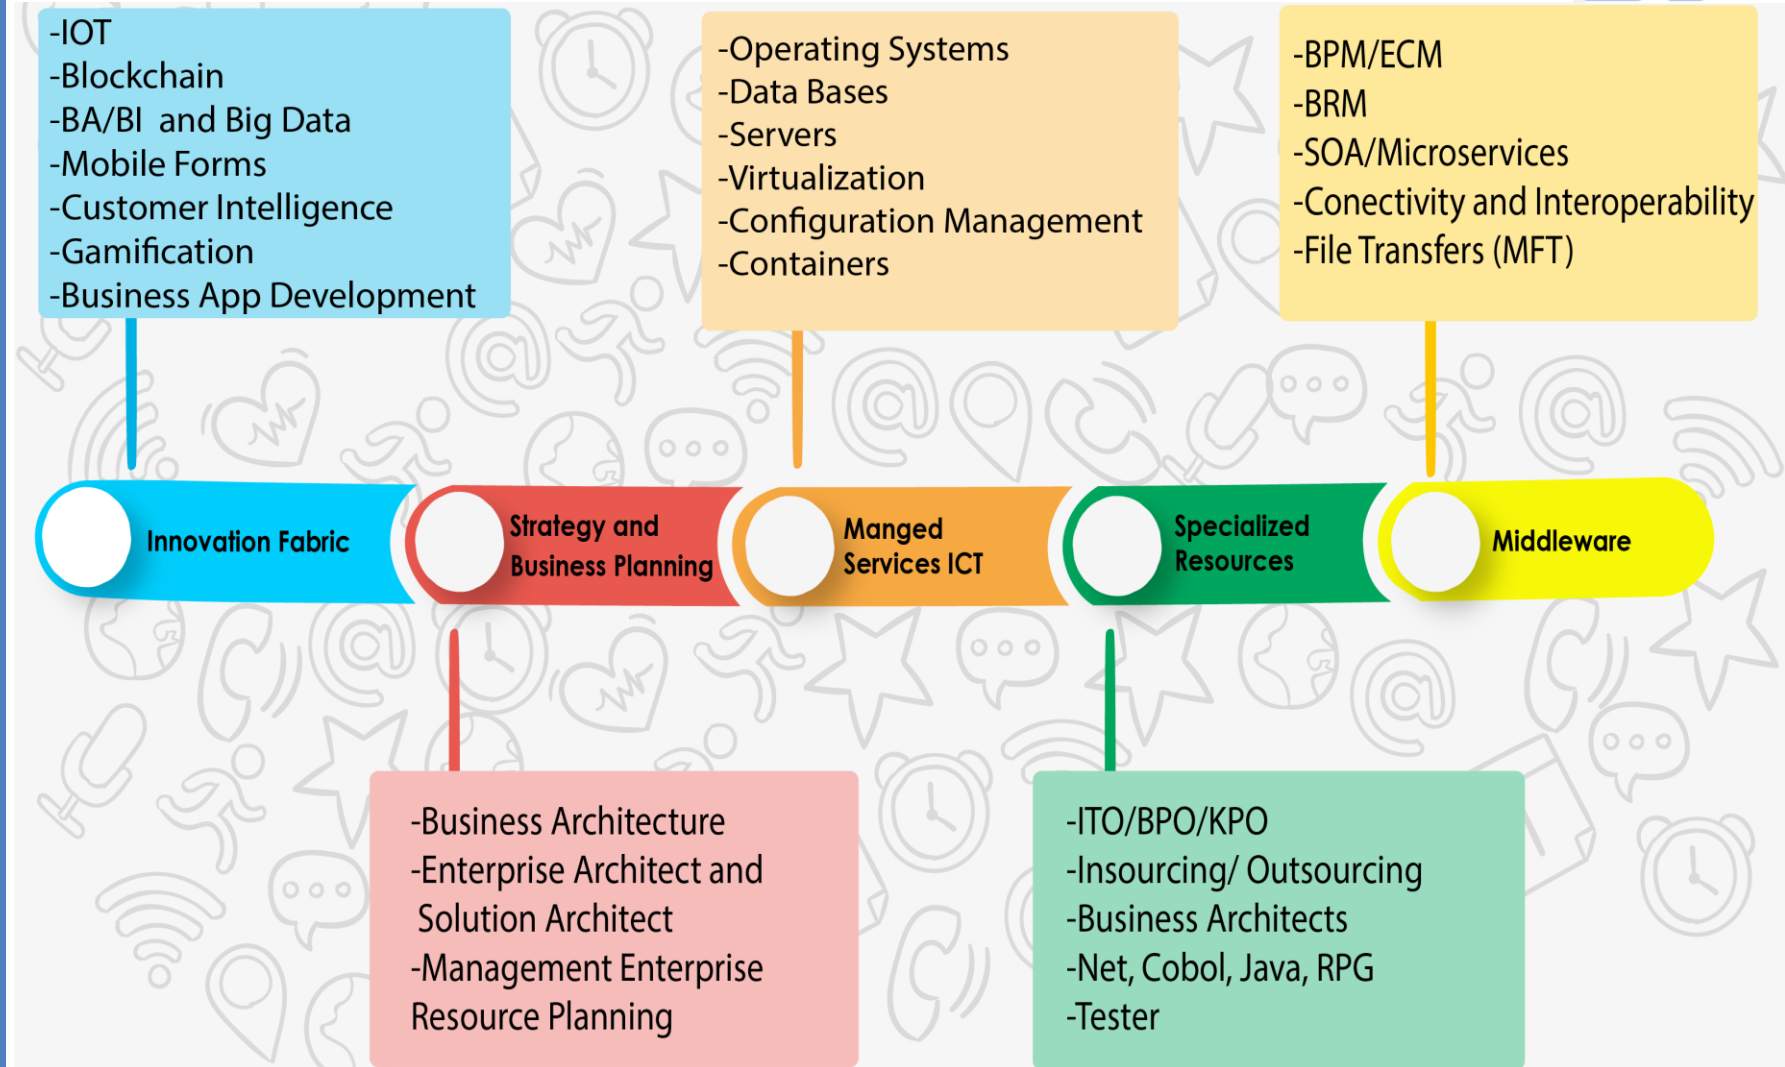 -IOT
-Blockchain
-BA/BI and Big Data
-Mobile Forms
-Customer Intelligence
-Gamification
-Business App Development
-Operating Systems
-Data Bases
-Servers
-Virtualization
-Configuration Management
-Containers
-BPM/ECM
-BRM
-SOA/Microservices
-Conectivity and Interoperability
-File Transfers (MFT)
Innovation Fabric
Strategy and
Business Planning
Manged
Services ICT
Specialized
Resources
Middleware
-Business Architecture
-Enterprise Architect and
Solution Architect
-Management Enterprise
Resource Planning
-ITO/BPO/KPO
-Insourcing/ Outsourcing
-Business Architects
-Net, Cobol, Java, RPG
-Tester